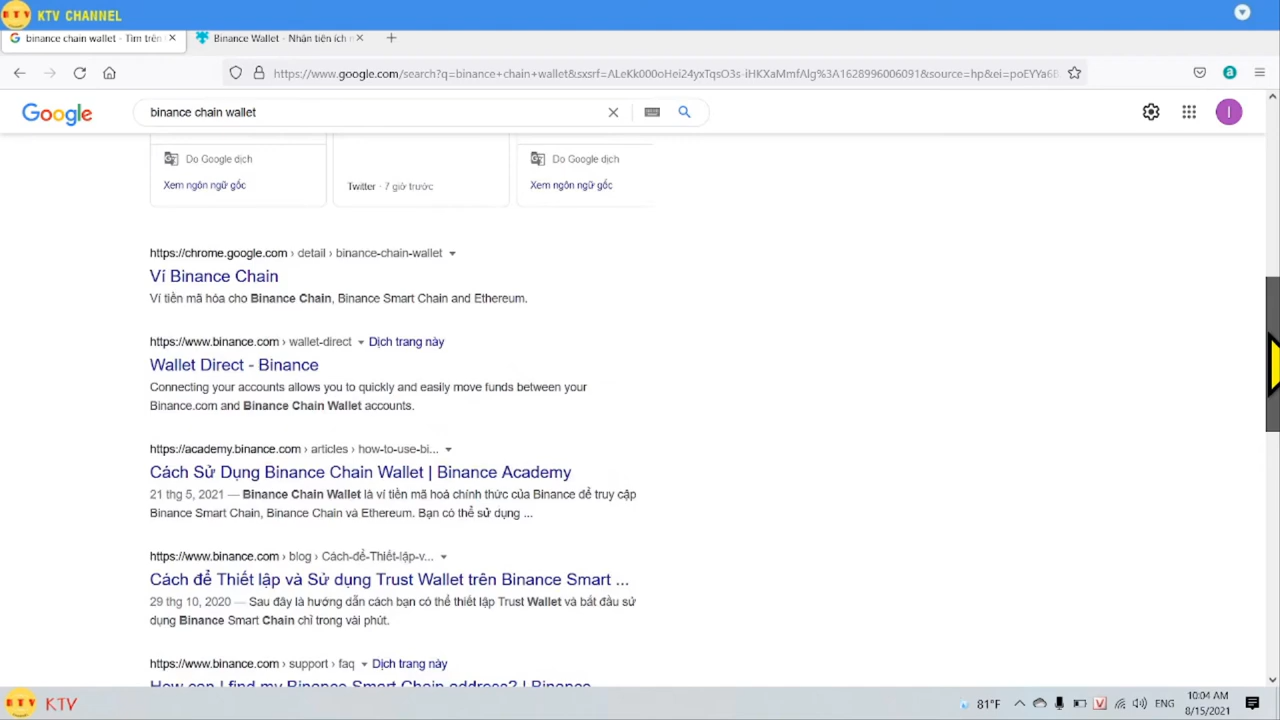 KTV CHANNEL
binance chain wallet - Tìm trên
Binance Wallet - Nhận tiện ích m
https://www.google.com/search?q=binance+chain+wallet&sxsrf=ALeKk000oHei24yxTqsO3s-iHKXaMmfAlg%3A1628996006091&source=hp&ei=poEYYa6B
Google
binance chain wallet
I
Do Google dịch
Do Google dịch
Xem ngôn ngữ gốc
Twitter · 7 giờ trước
Xem ngôn ngữ gốc
https://chrome.google.com › detail › binance-chain-wallet
Ví Binance Chain
Ví tiền mã hóa cho Binance Chain, Binance Smart Chain and Ethereum.
https://www.binance.com › wallet-direct Dịch trang này
Wallet Direct - Binance
Connecting your accounts allows you to quickly and easily move funds between your
Binance.com and Binance Chain Wallet accounts.
https://academy.binance.com › articles › how-to-use-bi...
Cách Sử Dụng Binance Chain Wallet | Binance Academy
21 thg 5, 2021 — Binance Chain Wallet là ví tiền mã hoá chính thức của Binance để truy cập
Binance Smart Chain, Binance Chain và Ethereum. Bạn có thể sử dụng ...
https://www.binance.com › blog › Cách-để-Thiết-lập-v...
Cách để Thiết lập và Sử dụng Trust Wallet trên Binance Smart ...
29 thg 10, 2020 — Sau đây là hướng dẫn cách bạn có thể thiết lập Trust Wallet và bắt đầu sử
dụng Binance Smart Chain chỉ trong vài phút.
https://www.binance.com › support › faq Dịch trang này
How can I find my Binance Smart Chain address? | Binance
KTV KTV
81°F
ENG
10:04 AM
8/15/2021